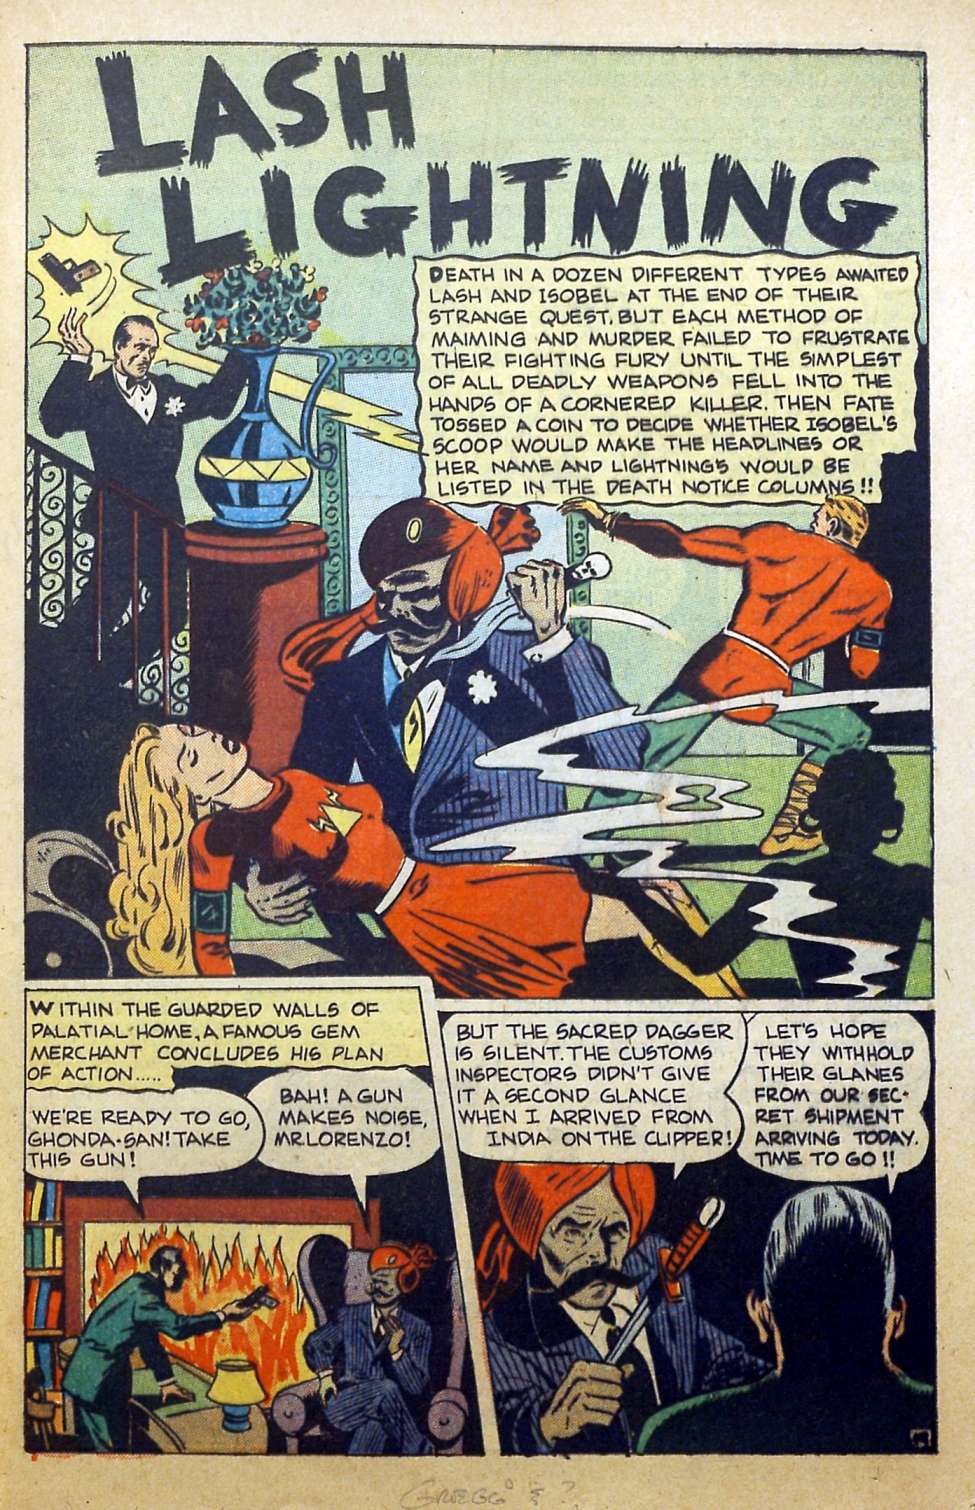 LASH
LIGHTNING
DEATH IN A DOZEN DIFFERENT TYPES AWAITED
LASH AND ISOBEL AT THE END OF THEIR
STRANGE QUEST, BUT EACH METHOD OF
MAIMING AND MURDER FAILED TO FRUSTRATE
THEIR FIGHTING FURY UNTIL THE SIMPLEST
OF ALL DEADLY WEAPONS FELL INTO THE
HANDS OF A CORNERED KILLER. THEN FATE
TOSSED A COIN TO DECIDE WHETHER ISOBEL'S
SCOOP WOULD MAKE THE HEADLINES OR
HER NAME AND LIGHTNING'S WOULD BE
LISTED IN THE DEATH NOTICE COLUMNS!!
WITHIN THE GUARDED WALLS OF
PALATIAL HOME, A FAMOUS GEM
MERCHANT CONCLUDES HIS PLAN
OF ACTION.....
WE'RE READY TO GO,
GHONDA-SAN! TAKE
THIS GUN!
BAH! A GUN
MAKES NOISE,
MR. LORENZO!
BUT THE SACRED DAGGER
IS SILENT. THE CUSTOMS
INSPECTORS DIDN'T GIVE
IT A SECOND GLANCE
WHEN I ARRIVED FROM
INDIA ON THE CLIPPER!
LET'S HOPE
THEY WITHHOLD
THEIR GLANES
FROM OUR SEC-
RET SHIPMENT
ARRIVING TODAY.
TIME TO GO!!